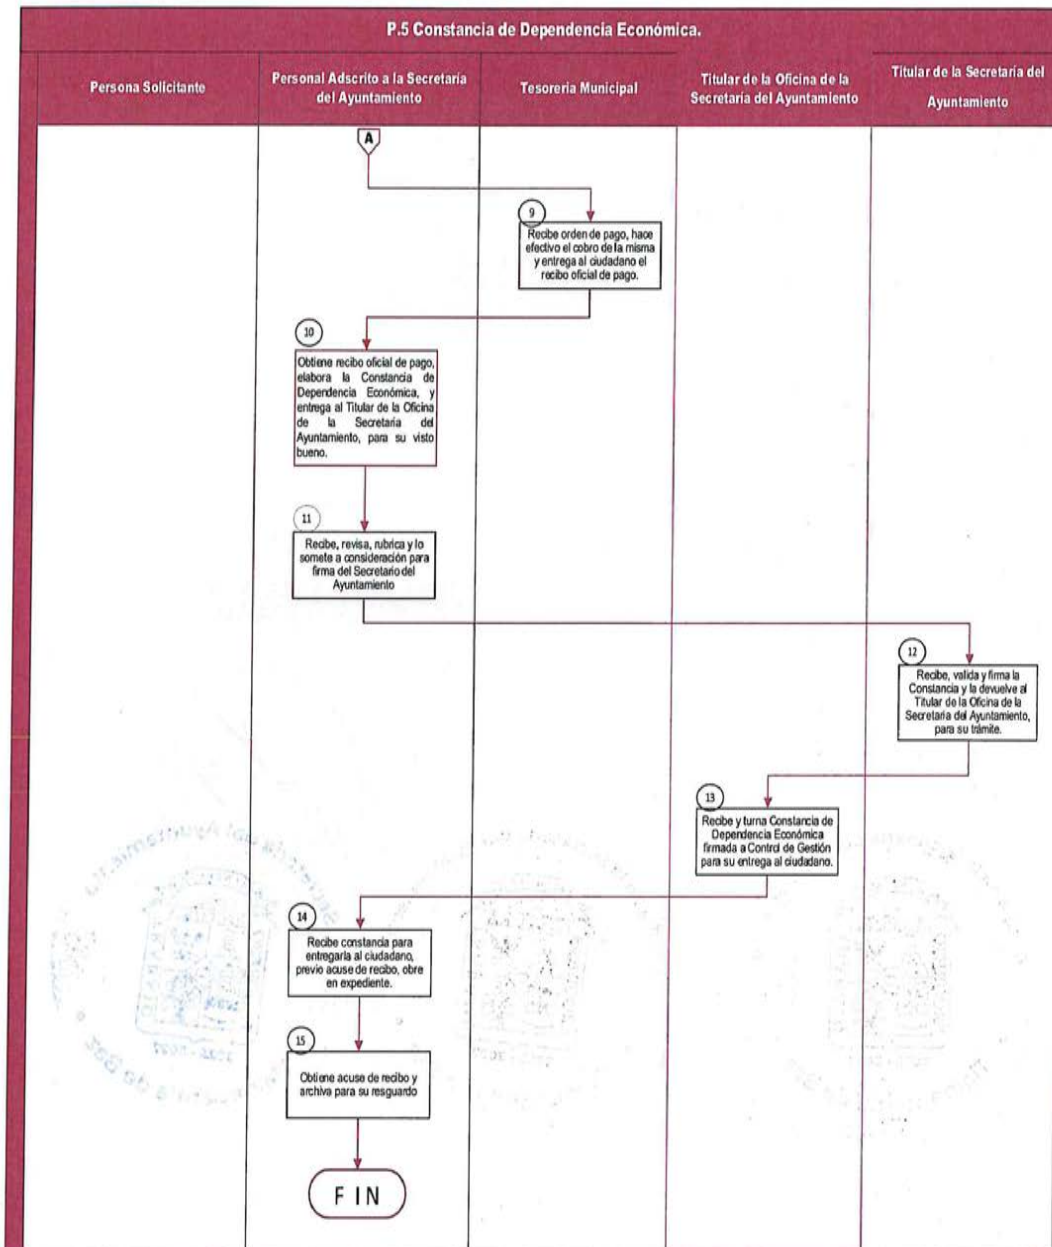 P.5 Constancia de Dependencia Económica.
Persona Solicitante
Personal Adscrito a la Secretaría
del Ayuntamiento
Tesoreria Municipal
Titular de la Oficina de la
Secretaría del Ayuntamiento
Titular de la Secretaría del
Ayuntamiento
A
9
Recibe orden de pago, hace
efectivo el cobro de la misma
y entrega al ciudadano el
recibo oficial de pago.
10
Obtiene recibo oficial de pago,
elabora la Constancia de
Dependencia Económica, y
entrega al Titular de la Oficina
de la Secretaria del
Ayuntamiento, para su visto
bueno.
11
Recibe, revisa, rubrica y lo
somete a consideración para
firma del Secretario del
Ayuntamiento
12
Recibe, valida y firma la
Constancia y la devuelve al
Titular de la Oficina de la
Secretaria del Ayuntamiento,
para su trámite.
13
Recibe y turna Constancia de
Dependencia Económica
firmada a Control de Gestión
para su entrega al ciudadano.
14
Recibe constancia para
entregarla al ciudadano,
previo acuse de recibo, obre
en expediente.
15
Obtiene acuse de recibo y
archiva para su resguardo
FIN